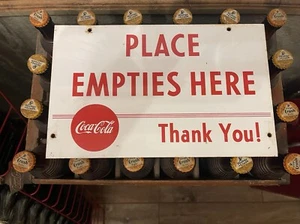 PLACE
EMPTIES HERE
Coca-Cola
Thank You!